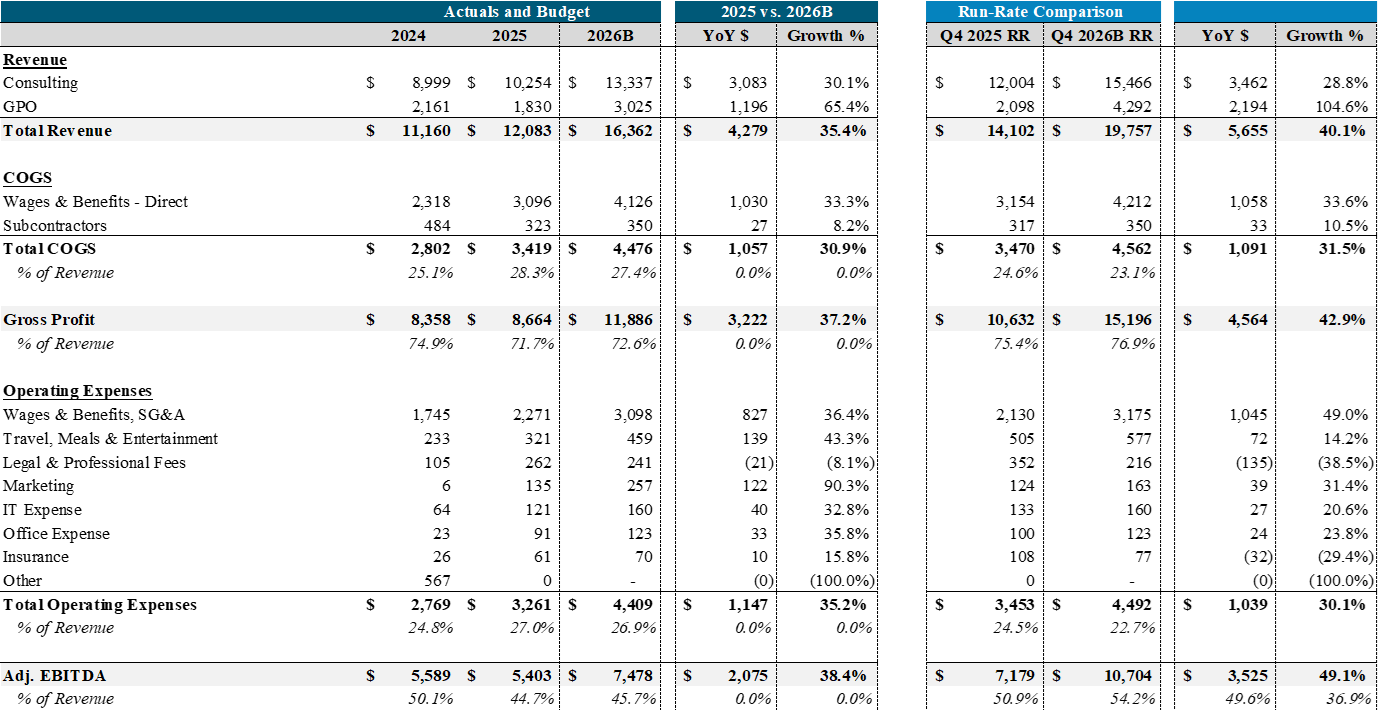 Actuals and Budget 2025 vs. 2026B Run-Rate Comparison
2024 2025 2026B YoY $ Growth % Q4 2025 RR Q4 2026B RR YoY $ Growth %
Revenue
Consulting $ 8,999 $ 10,254 $ 13,337 $ 3,083 30.1% $ 12,004 $ 15,466 $ 3,462 28.8%
GPO 2,161 1,830 3,025 1,196 65.4% 2,098 4,292 2,194 104.6%
Total Revenue $ 11,160 $ 12,083 $ 16,362 $ 4,279 35.4% $ 14,102 $ 19,757 $ 5,655 40.1%
COGS
Wages & Benefits - Direct 2,318 3,096 4,126 1,030 33.3% 3,154 4,212 1,058 33.6%
Subcontractors 484 323 350 27 8.2% 317 350 33 10.5%
Total COGS $ 2,802 $ 3,419 $ 4,476 $ 1,057 30.9% $ 3,470 $ 4,562 $ 1,091 31.5%
% of Revenue 25.1% 28.3% 27.4% 0.0% 0.0% 24.6% 23.1%
Gross Profit $ 8,358 $ 8,664 $ 11,886 $ 3,222 37.2% $ 10,632 $ 15,196 $ 4,564 42.9%
% of Revenue 74.9% 71.7% 72.6% 0.0% 0.0% 75.4% 76.9%
Operating Expenses
Wages & Benefits, SG&A 1,745 2,271 3,098 827 36.4% 2,130 3,175 1,045 49.0%
Travel, Meals & Entertainment 233 321 459 139 43.3% 505 577 72 14.2%
Legal & Professional Fees 105 262 241 (21) (8.1%) 352 216 (135) (38.5%)
Marketing 6 135 257 122 90.3% 124 163 39 31.4%
IT Expense 64 121 160 40 32.8% 133 160 27 20.6%
Office Expense 23 91 123 33 35.8% 100 123 24 23.8%
Insurance 26 61 70 10 15.8% 108 77 (32) (29.4%)
Other 567 0 - (0) (100.0%) 0 - (0) (100.0%)
Total Operating Expenses $ 2,769 $ 3,261 $ 4,409 $ 1,147 35.2% $ 3,453 $ 4,492 $ 1,039 30.1%
% of Revenue 24.8% 27.0% 26.9% 0.0% 0.0% 24.5% 22.7%
Adj. EBITDA $ 5,589 $ 5,403 $ 7,478 $ 2,075 38.4% $ 7,179 $ 10,704 $ 3,525 49.1%
% of Revenue 50.1% 44.7% 45.7% 0.0% 0.0% 50.9% 54.2% 49.6% 36.9%